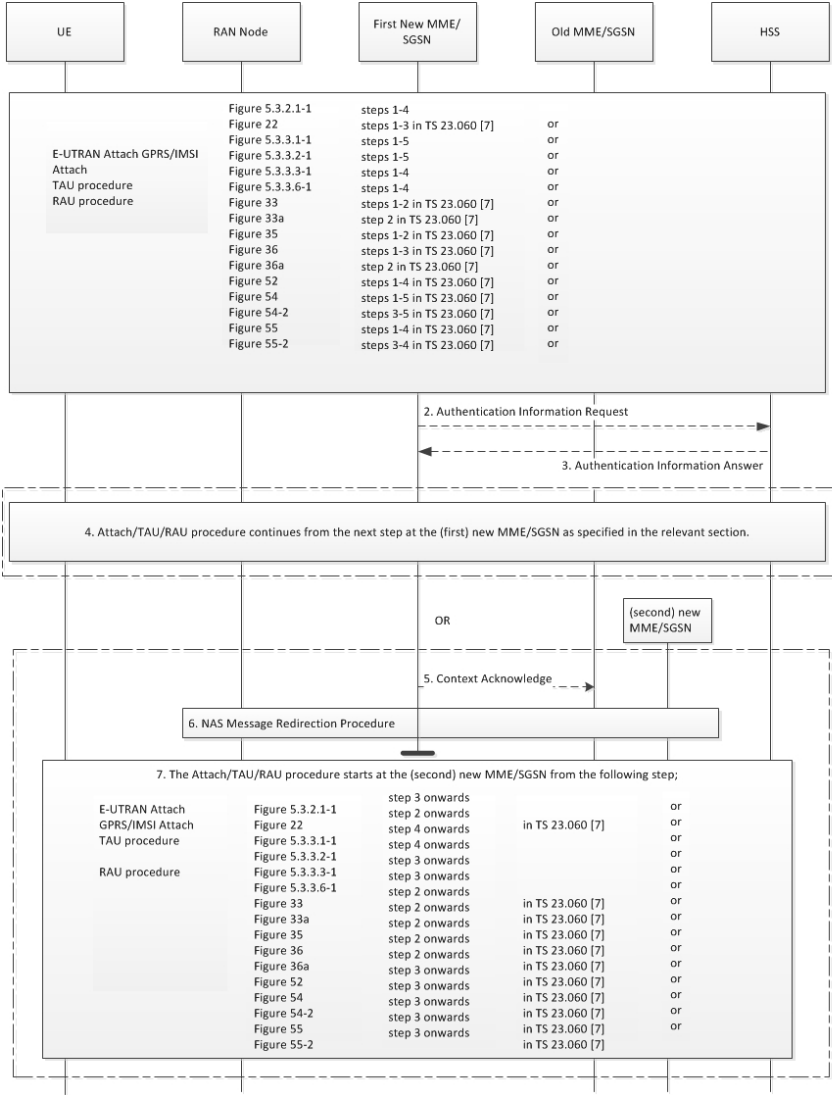 UE
RAN Node
First New MME/
SGSN
Old MME/SGSN
HSS
Figure 5.3.2.1-1 steps 1-4
Figure 22 steps 1-3 in TS 23.060 [7] or
Figure 5.3.3.1-1 steps 1-5 or
E-UTRAN Attach GPRS/IMSI Figure 5.3.3.2-1 steps 1-5 or
Attach Figure 5.3.3.3-1 steps 1-4 or
TAU procedure Figure 5.3.3.6-1 steps 1-4 or
RAU procedure Figure 33 steps 1-2 in TS 23.060 [7] or
Figure 33a step 2 in TS 23.060 [7] or
Figure 35 steps 1-2 in TS 23.060 [7] or
Figure 36 steps 1-3 in TS 23.060 [7] or
Figure 36a step 2 in TS 23.060 [7] or
Figure 52 steps 1-4 in TS 23.060 [7] or
Figure 54 steps 1-5 in TS 23.060 [7] or
Figure 54-2 steps 3-5 in TS 23.060 [7] or
Figure 55 steps 1-4 in TS 23.060 [7] or
Figure 55-2 steps 3-4 in TS 23.060 [7] or
2. Authentication Information Request
3. Authentication Information Answer
4. Attach/TAU/RAU procedure continues from the next step at the (first) new MME/SGSN as specified in the relevant section.
OR
(second) new
MME/SGSN
5. Context Acknowledge
6. NAS Message Redirection Procedure
7. The Attach/TAU/RAU procedure starts at the (second) new MME/SGSN from the following step;
step 3 onwards
E-UTRAN Attach Figure 5.3.2.1-1 step 2 onwards or
GPRS/IMSI Attach Figure 22 step 4 onwards in TS 23.060 [7] or
TAU procedure Figure 5.3.3.1-1 step 4 onwards or
Figure 5.3.3.2-1 step 3 onwards or
RAU procedure Figure 5.3.3.3-1 step 3 onwards or
Figure 5.3.3.6-1 step 2 onwards or
Figure 33 step 2 onwards in TS 23.060 [7] or
Figure 33a step 2 onwards in TS 23.060 [7] or
Figure 35 step 2 onwards in TS 23.060 [7] or
Figure 36 step 2 onwards in TS 23.060 [7] or
Figure 36a step 3 onwards in TS 23.060 [7] or
Figure 52 step 3 onwards in TS 23.060 [7] or
Figure 54 step 3 onwards in TS 23.060 [7] or
Figure 54-2 step 3 onwards in TS 23.060 [7] or
Figure 55 step 3 onwards in TS 23.060 [7] or
Figure 55-2 in TS 23.060 [7]